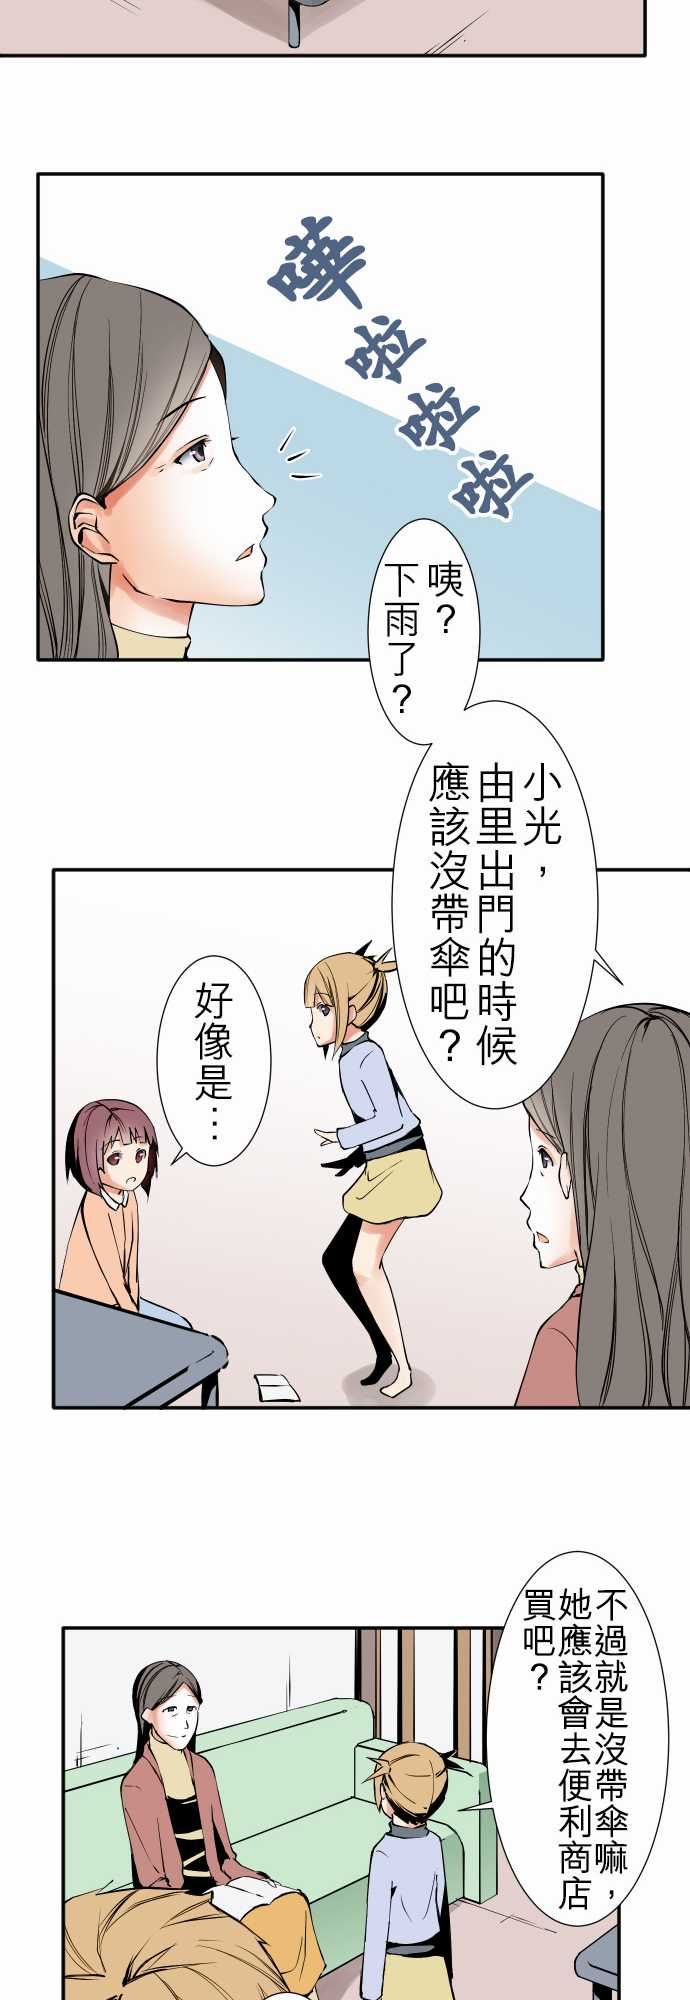 嘩啦啦啦
咦？
下雨了？
小光，
由里出門的時候
應該沒帶傘吧？
好像是…
不過就是沒帶傘嘛，
她應該會去便利商店
買吧？